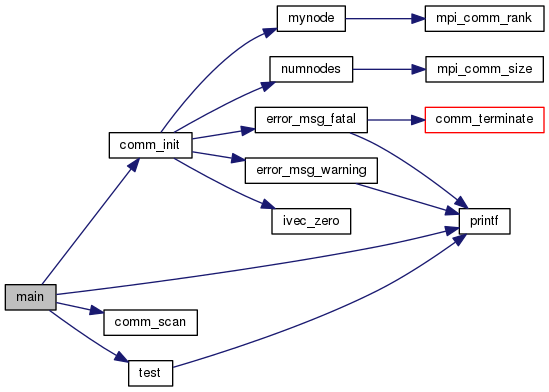 mynode
mpi_comm_rank
numnodes
mpi_comm_size
error_msg_fatal
comm_terminate
comm_init
error_msg_warning
ivec_zero
printf
main
comm_scan
test